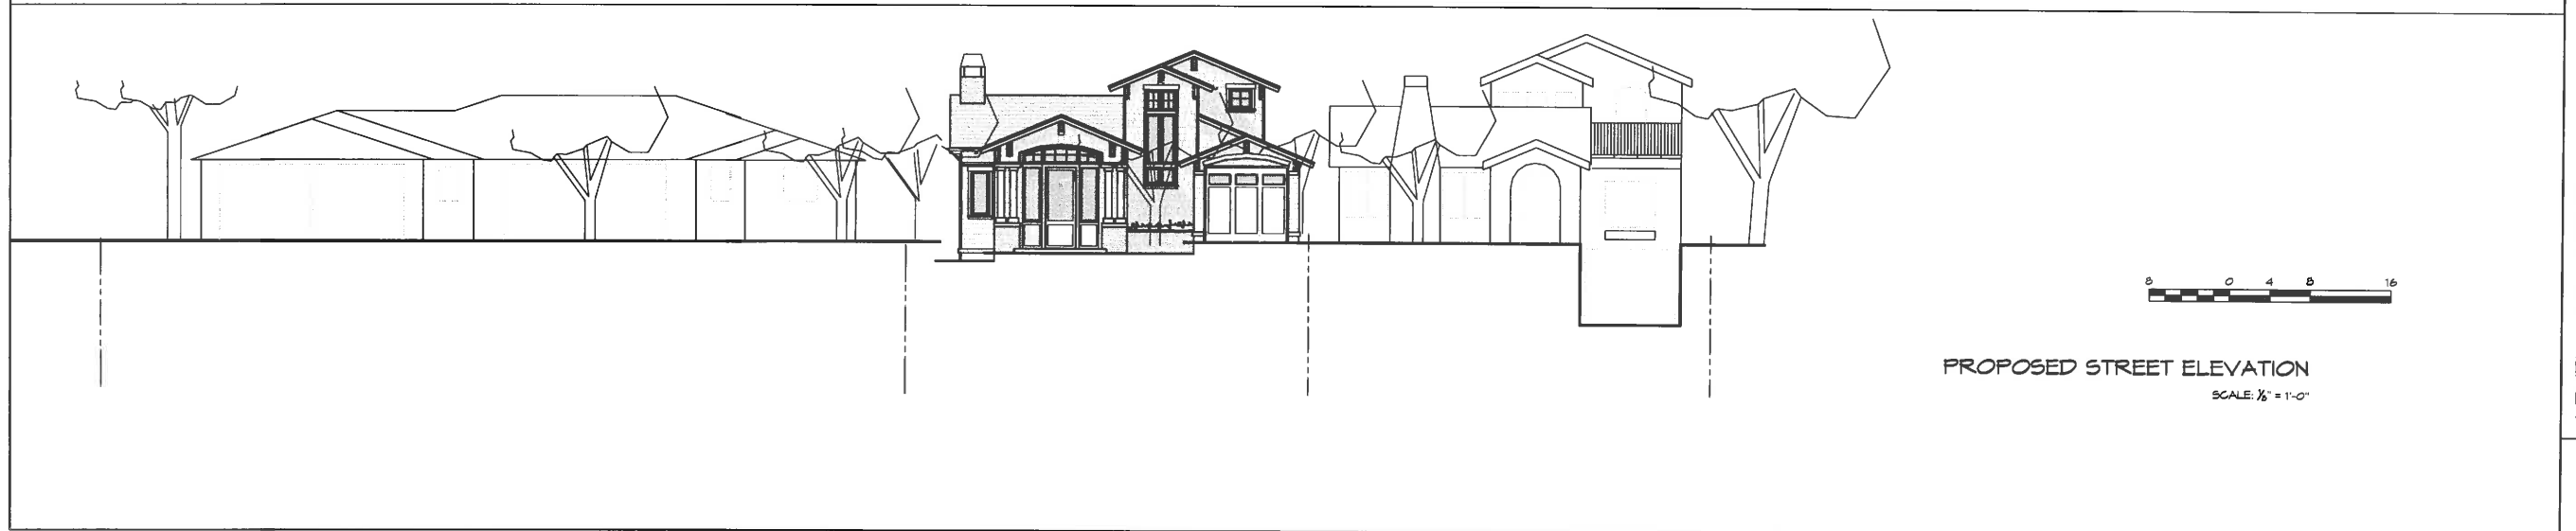 8 0 4 8 16
PROPOSED STREET ELEVATION
SCALE: ⅛" = 1'-0"